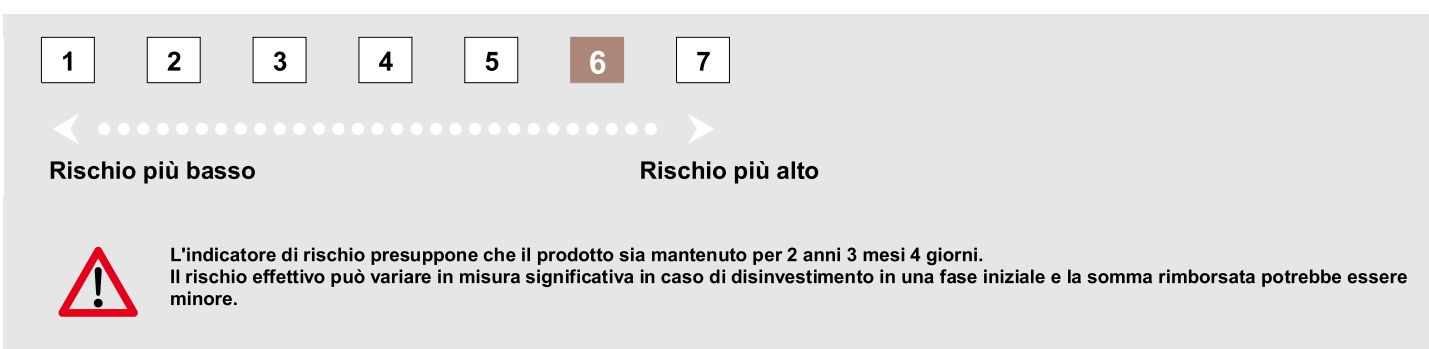 1 2 3 4 5 6 7
Rischio più basso Rischio più alto
L'indicatore di rischio presuppone che il prodotto sia mantenuto per 2 anni 3 mesi 4 giorni.
Il rischio effettivo può variare in misura significativa in caso di disinvestimento in una fase iniziale e la somma rimborsata potrebbe essere
minore.